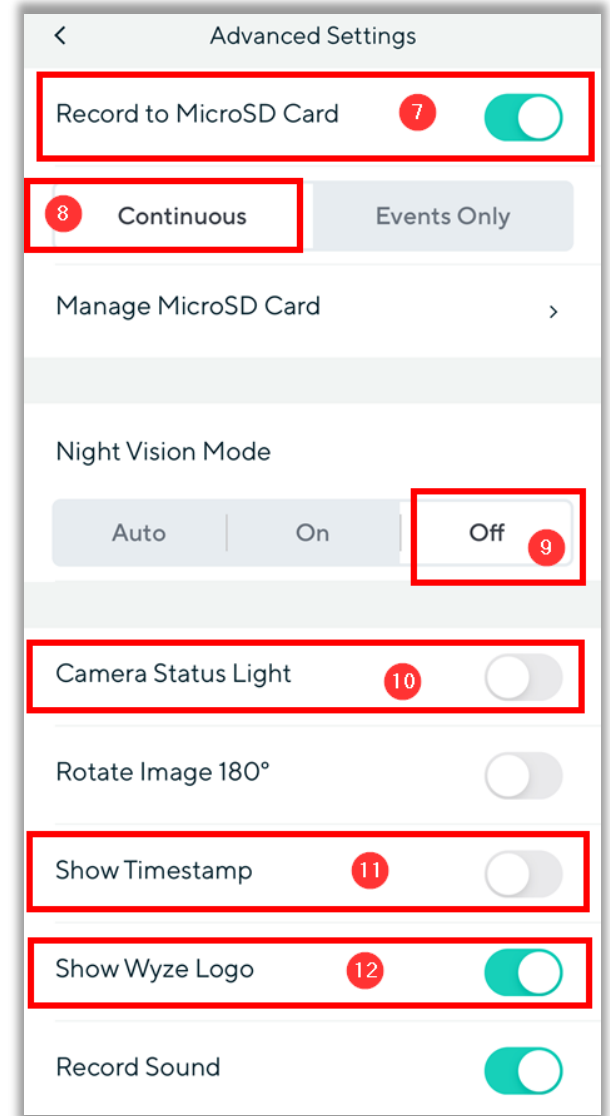 Advanced Settings
Record to MicroSD Card 7
8 Continuous Events Only
Manage MicroSD Card
Night Vision Mode
Auto On Off 9
Camera Status Light 10
Rotate Image 180°
Show Timestamp 11
Show Wyze Logo 12
Record Sound